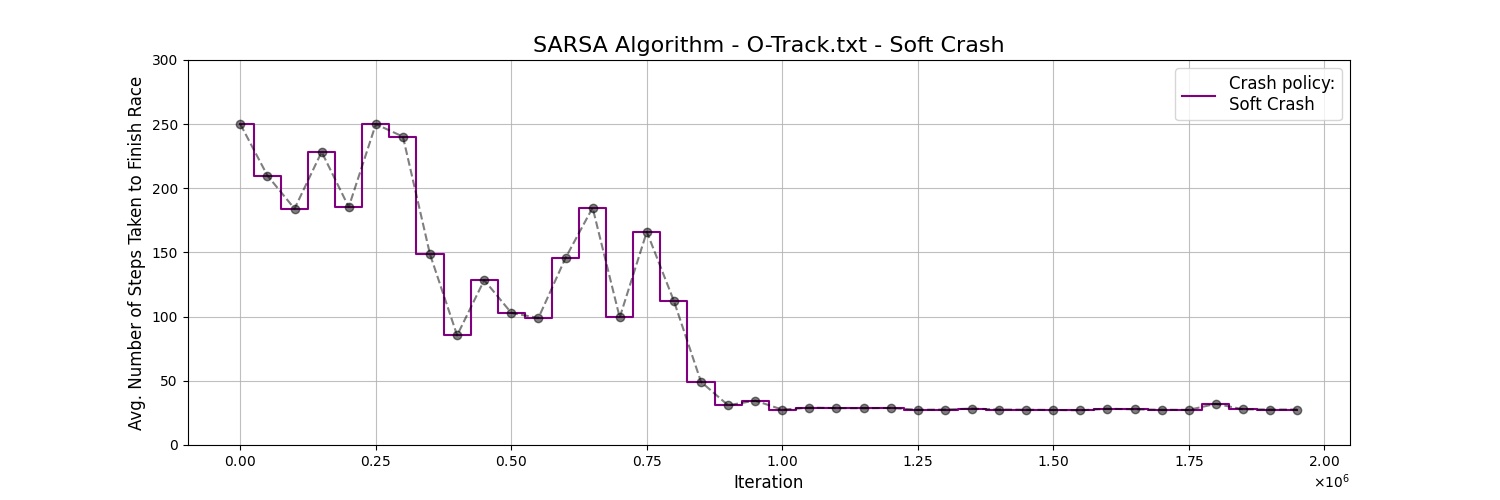 SARSA Algorithm - O-Track.txt - Soft Crash
Avg. Number of Steps Taken to Finish Race
300
250
200
150
100
50
0
Crash policy:
Soft Crash
0.00 0.25 0.50 0.75 1.00 1.25 1.50 1.75 2.00
Iteration
×10⁶